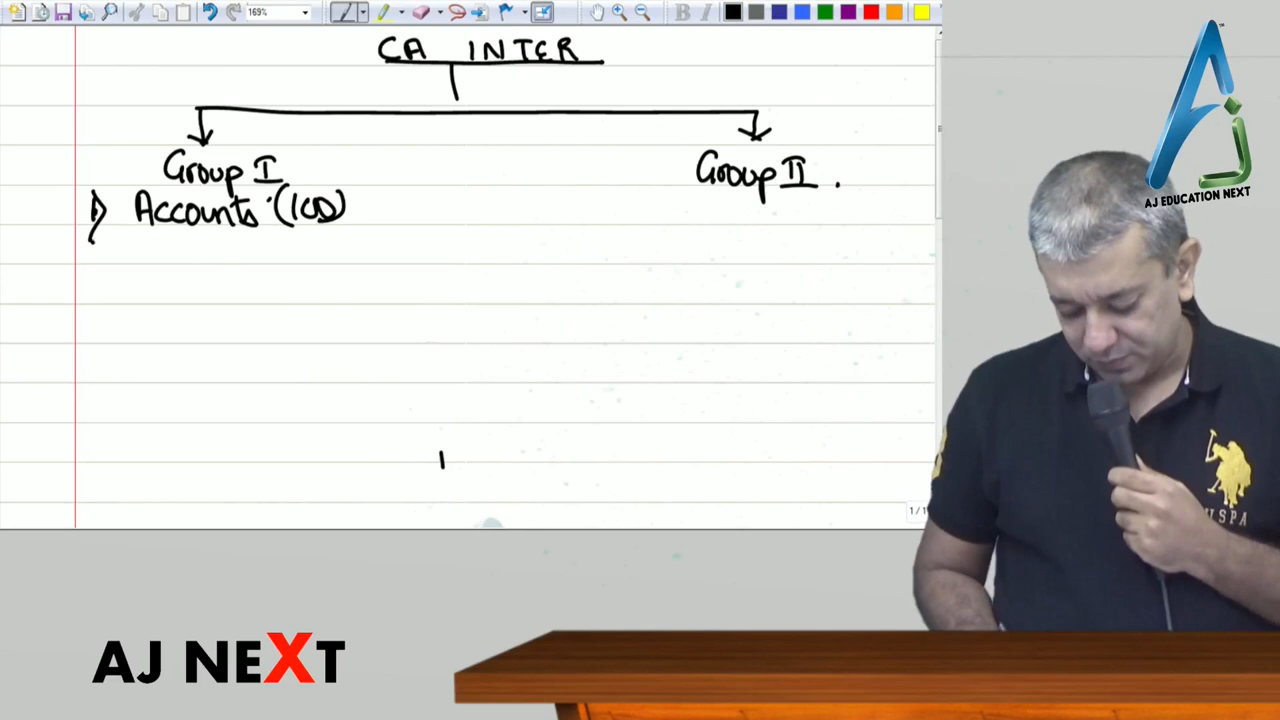 169%
B I
CA INTER
Group I
Group II .
1) Accounts (100)
AJ EDUCATION NEXT
USPA
AJ NEXT